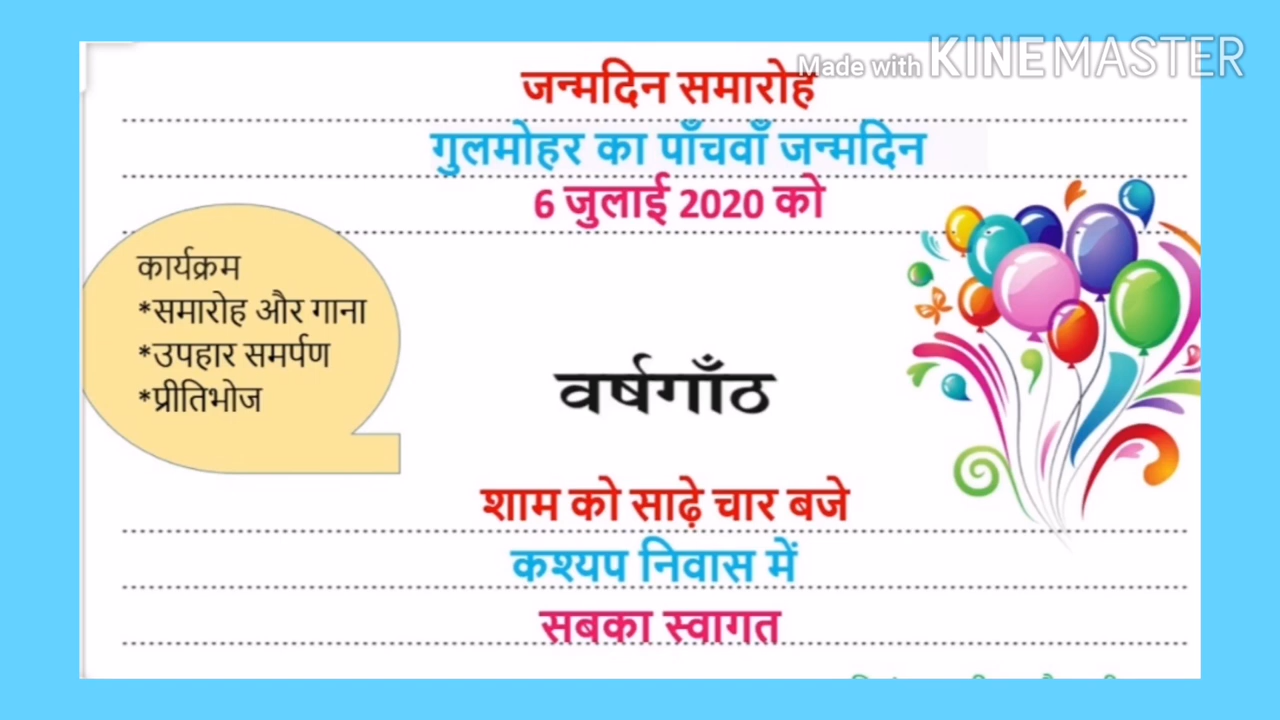 Made with KINEMASTER
जन्मदिन समारोह
गुलमोहर का पाँचवाँ जन्मदिन
6 जुलाई 2020 को
कार्यक्रम
*समारोह और गाना
*उपहार समर्पण
*प्रीतिभोज
वर्षगाँठ
शाम को साढ़े चार बजे
कश्यप निवास में
सबका स्वागत